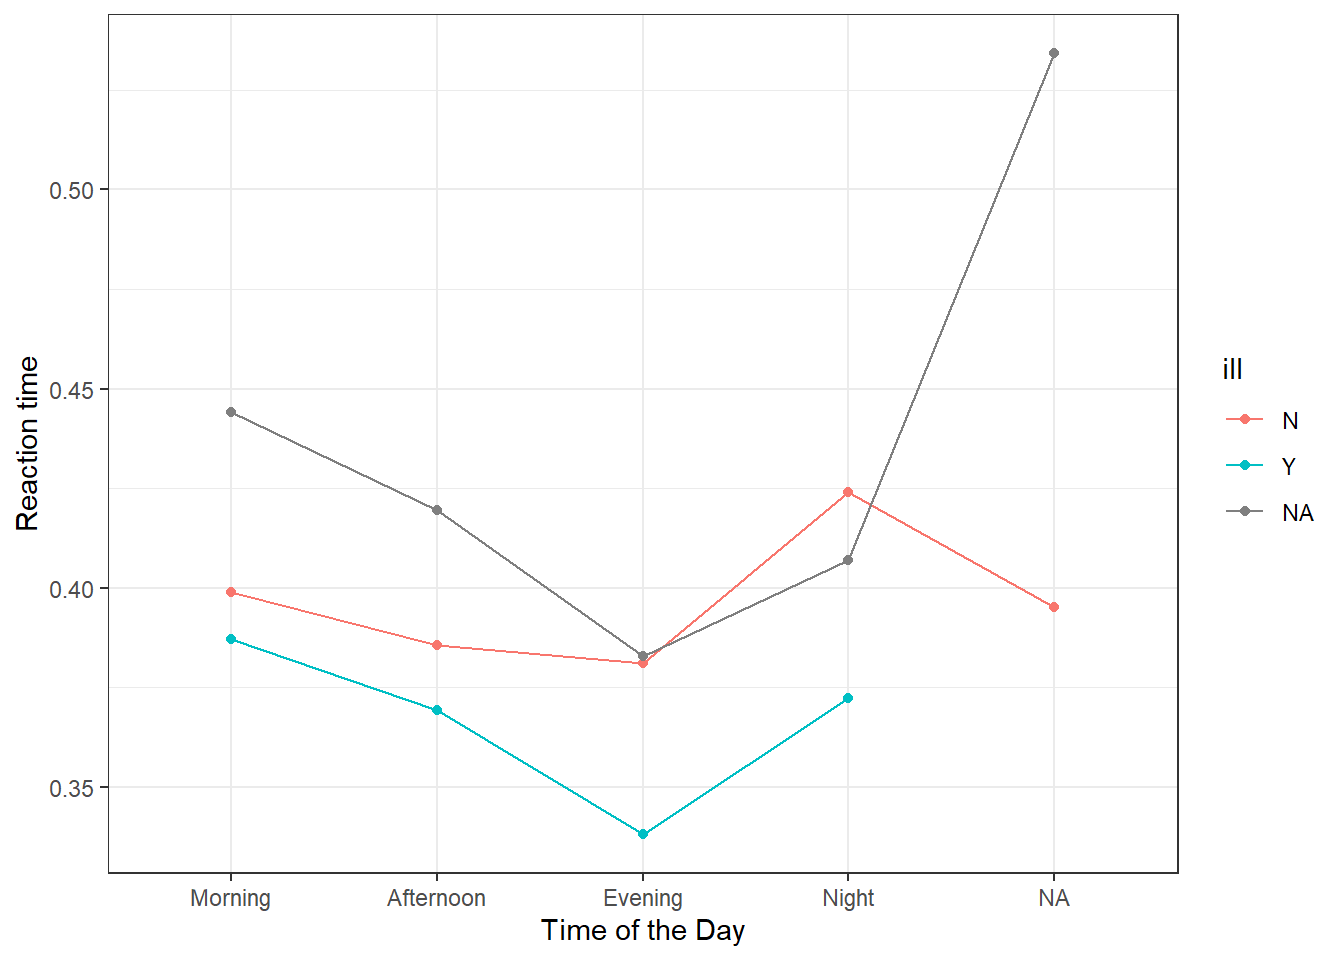 0.50
0.45
0.40
0.35
Reaction time
Morning
Afternoon
Evening
Night
NA
Time of the Day
ill
N
Y
NA